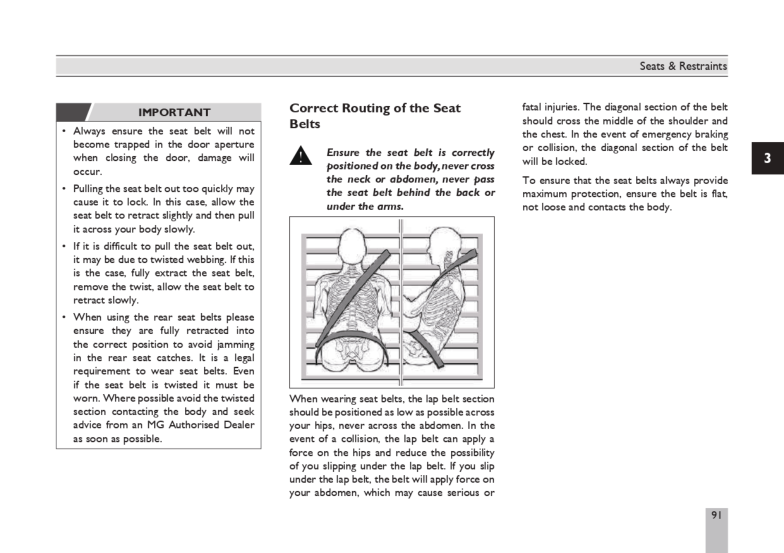 Seats & Restraints
IMPORTANT
• Always ensure the seat belt will not
become trapped in the door aperture
when closing the door, damage will
occur.
• Pulling the seat belt out too quickly may
cause it to lock. In this case, allow the
seat belt to retract slightly and then pull
it across your body slowly.
• If it is difficult to pull the seat belt out,
it may be due to twisted webbing. If this
is the case, fully extract the seat belt,
remove the twist, allow the seat belt to
retract slowly.
• When using the rear seat belts please
ensure they are fully retracted into
the correct position to avoid jamming
in the rear seat catches. It is a legal
requirement to wear seat belts. Even
if the seat belt is twisted it must be
worn. Where possible avoid the twisted
section contacting the body and seek
advice from an MG Authorised Dealer
as soon as possible.
Correct Routing of the Seat
Belts
Ensure the seat belt is correctly
positioned on the body, never cross
the neck or abdomen, never pass
the seat belt behind the back or
under the arms.
When wearing seat belts, the lap belt section
should be positioned as low as possible across
your hips, never across the abdomen. In the
event of a collision, the lap belt can apply a
force on the hips and reduce the possibility
of you slipping under the lap belt. If you slip
under the lap belt, the belt will apply force on
your abdomen, which may cause serious or
fatal injuries. The diagonal section of the belt
should cross the middle of the shoulder and
the chest. In the event of emergency braking
or collision, the diagonal section of the belt
will be locked.
To ensure that the seat belts always provide
maximum protection, ensure the belt is flat,
not loose and contacts the body.
3
91